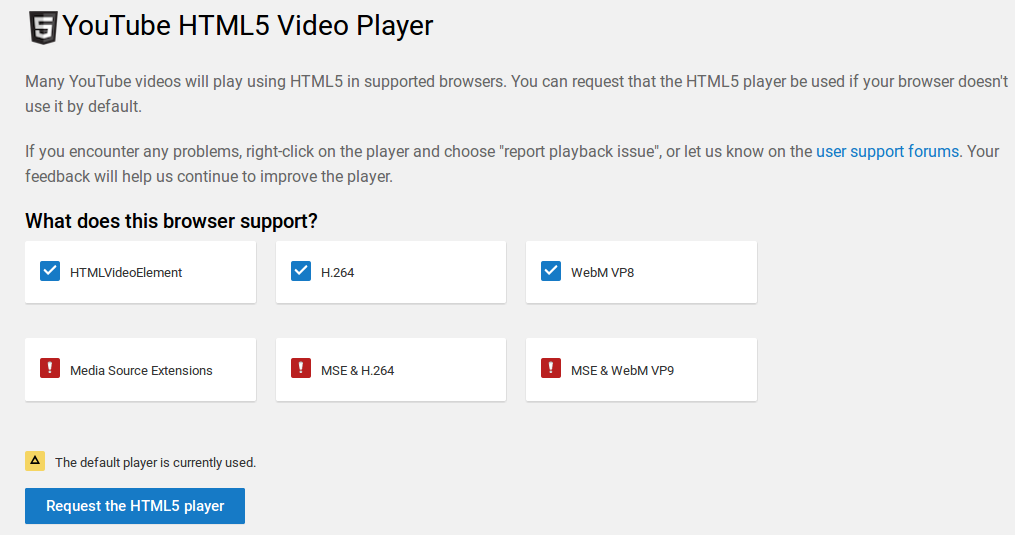 YouTube HTML5 Video Player
Many YouTube videos will play using HTML5 in supported browsers. You can request that the HTML5 player be used if your browser doesn't
use it by default.
If you encounter any problems, right-click on the player and choose "report playback issue", or let us know on the user support forums. Your
feedback will help us continue to improve the player.
What does this browser support?
HTMLVideoElement
H.264
WebM VP8
Media Source Extensions
MSE & H.264
MSE & WebM VP9
The default player is currently used.
Request the HTML5 player